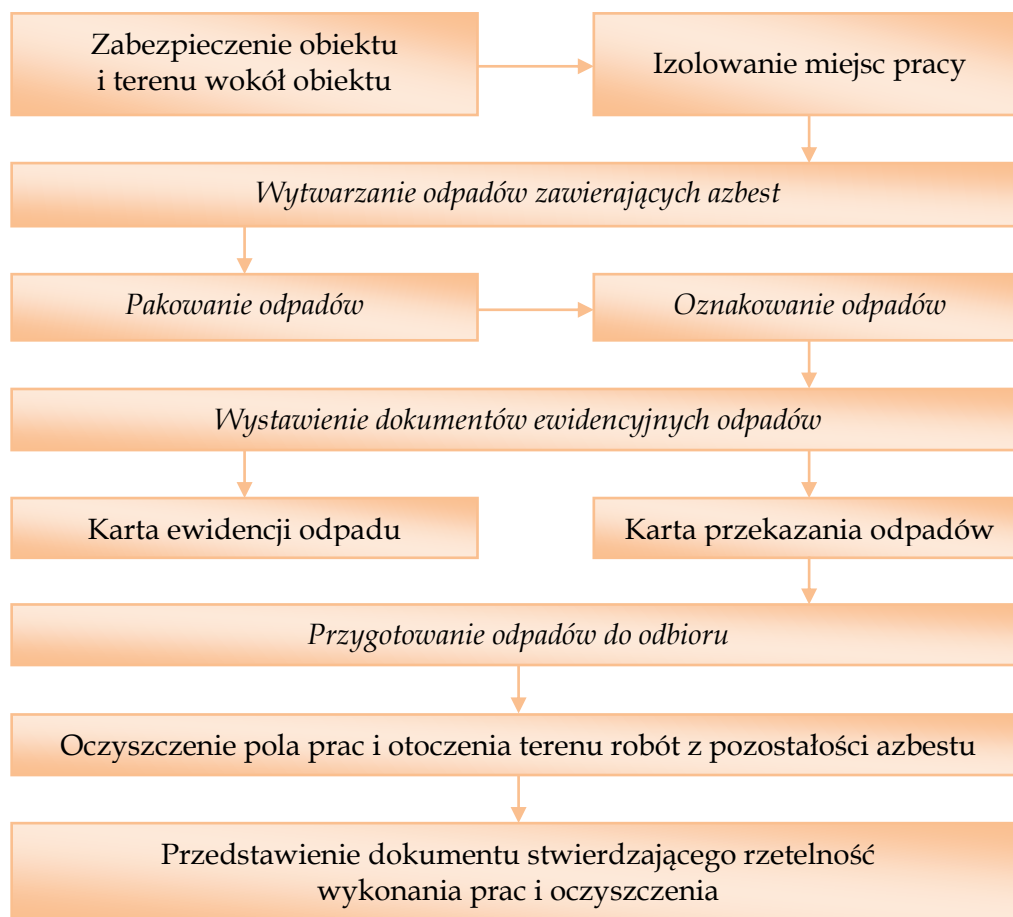 Zabezpieczenie obiektu
i terenu wokół obiektu
Izolowanie miejsc pracy
Wytwarzanie odpadów zawierających azbest
Pakowanie odpadów
Oznakowanie odpadów
Wystawienie dokumentów ewidencyjnych odpadów
Karta ewidencji odpadu
Karta przekazania odpadów
Przygotowanie odpadów do odbioru
Oczyszczenie pola prac i otoczenia terenu robót z pozostałości azbestu
Przedstawienie dokumentu stwierdzającego rzetelność
wykonania prac i oczyszczenia